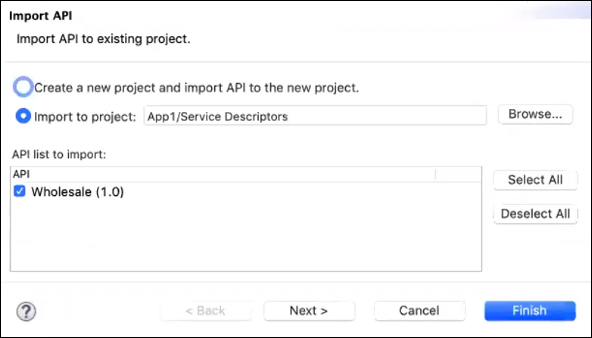 Import API
Import API to existing project.
Create a new project and import API to the new project.
Import to project: App1/Service Descriptors Browse...
API list to import:
API
Wholesale (1.0)
Select All
Deselect All
? < Back Next > Cancel Finish